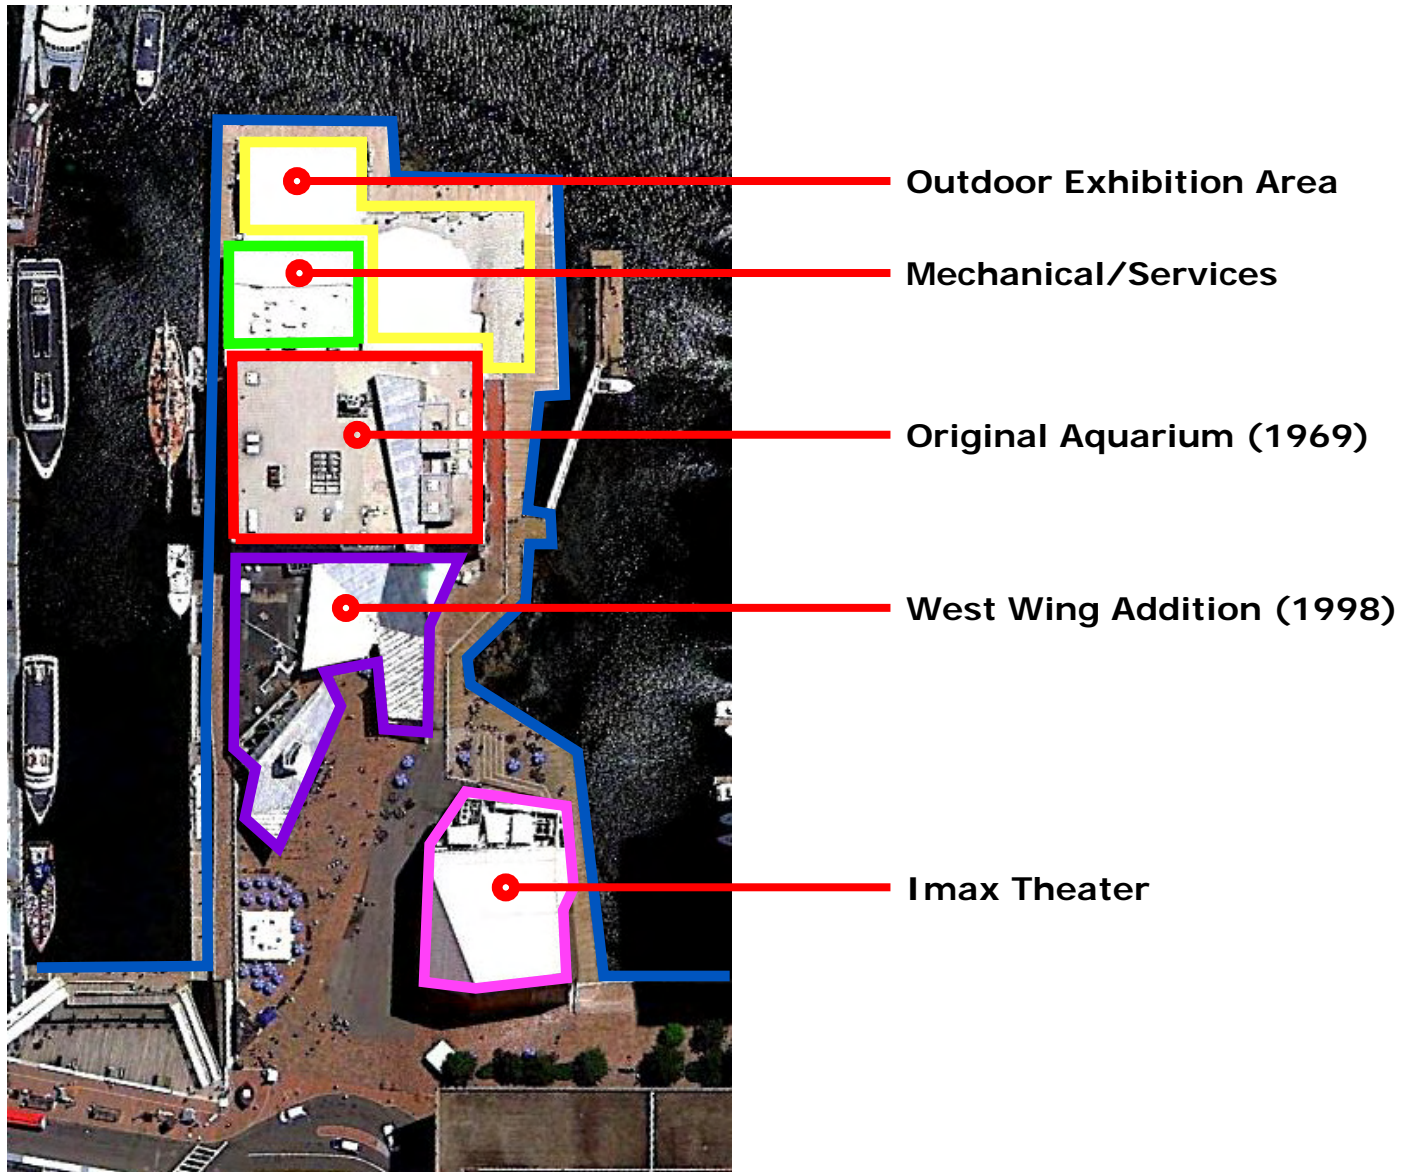 Outdoor Exhibition Area
Mechanical/Services
Original Aquarium (1969)
West Wing Addition (1998)
Imax Theater